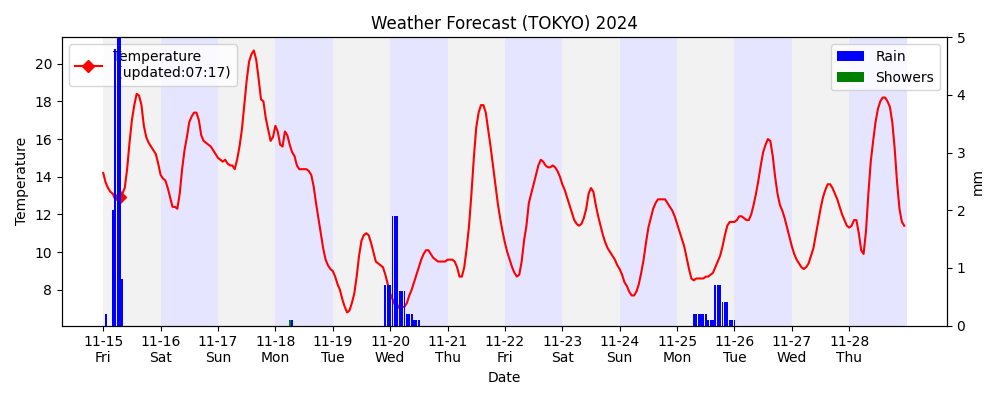 Weather Forecast (TOKYO) 2024
Temperature
(updated:07:17)
Rain
Showers
Temperature
20
18
16
14
12
10
8
5
4
3
2
1
0
mm
11-15 11-16 11-17 11-18 11-19 11-20 11-21 11-22 11-23 11-24 11-25 11-26 11-27 11-28
Fri Sat Sun Mon Tue Wed Thu Fri Sat Sun Mon Tue Wed Thu
Date